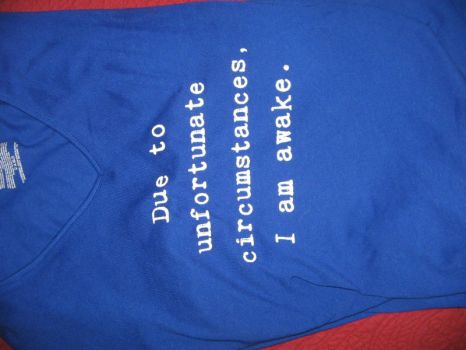 Due to
unfortunate
circumstances,
I am awake.